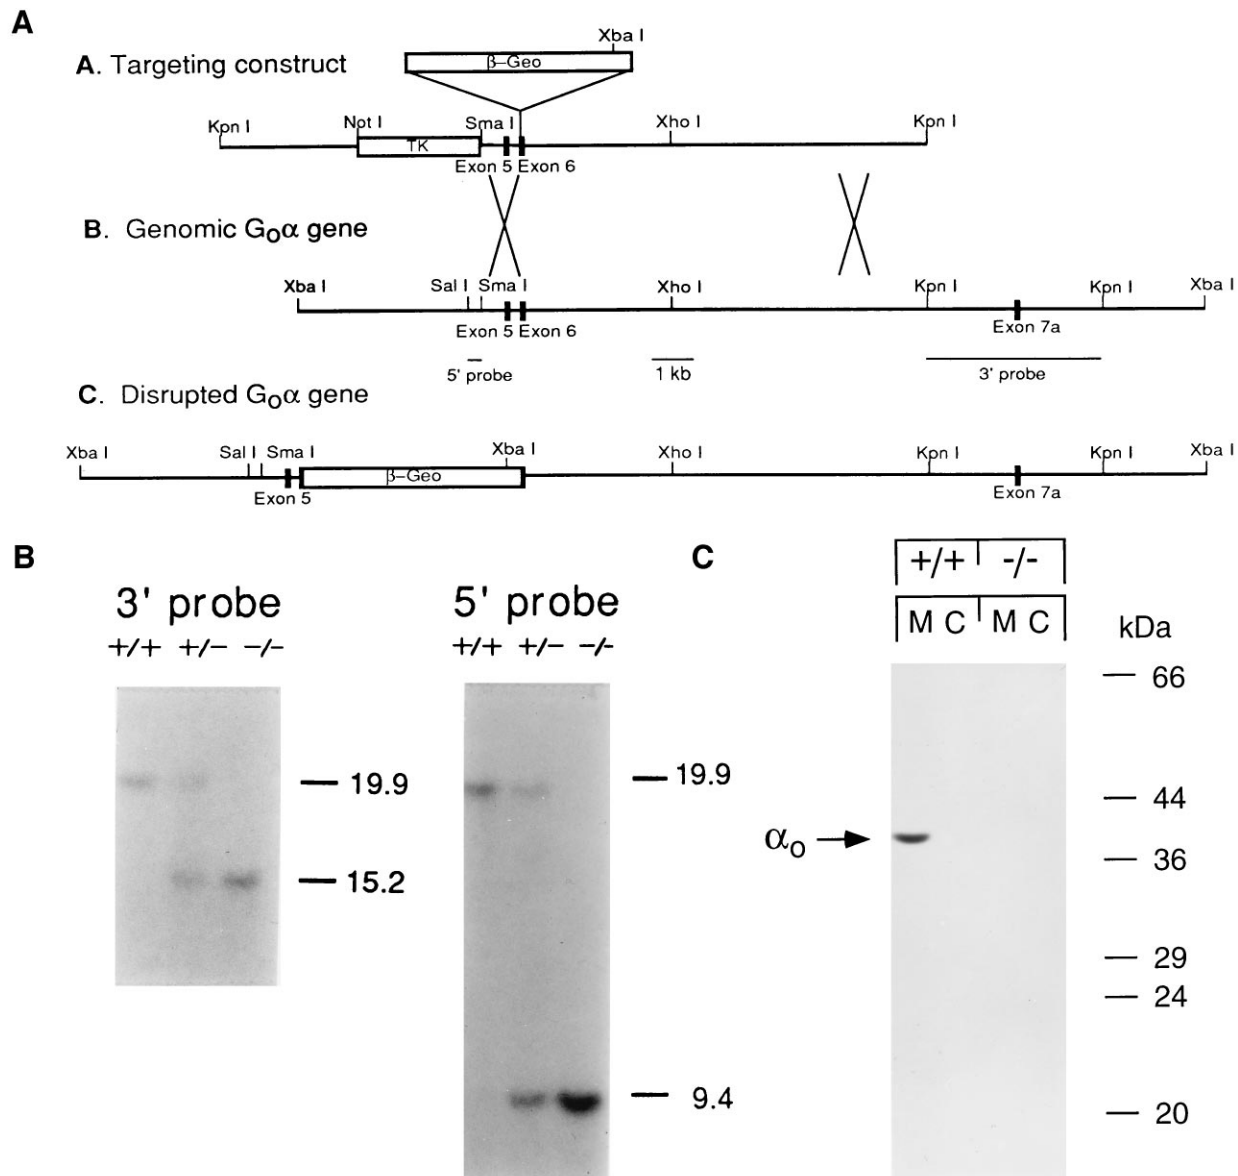 A
Xba I
A. Targeting construct
β–Geo
Kpn I Not I Sma I Xho I Kpn I
TK
Exon 5 Exon 6
B. Genomic Goα gene
Xba I Sal I Sma I Xho I Kpn I Kpn I Xba I
Exon 5 Exon 6 Exon 7a
5' probe 1 kb 3' probe
C. Disrupted Goα gene
Xba I Sal I Sma I Xba I Xho I Kpn I Kpn I Xba I
β–Geo
Exon 5 Exon 7a
B
3' probe 5' probe
+/+ +/− −/− +/+ +/− −/−
19.9 19.9
15.2
9.4
C
+/+ -/-
M C M C
kDa
66
44
αo
36
29
24
20